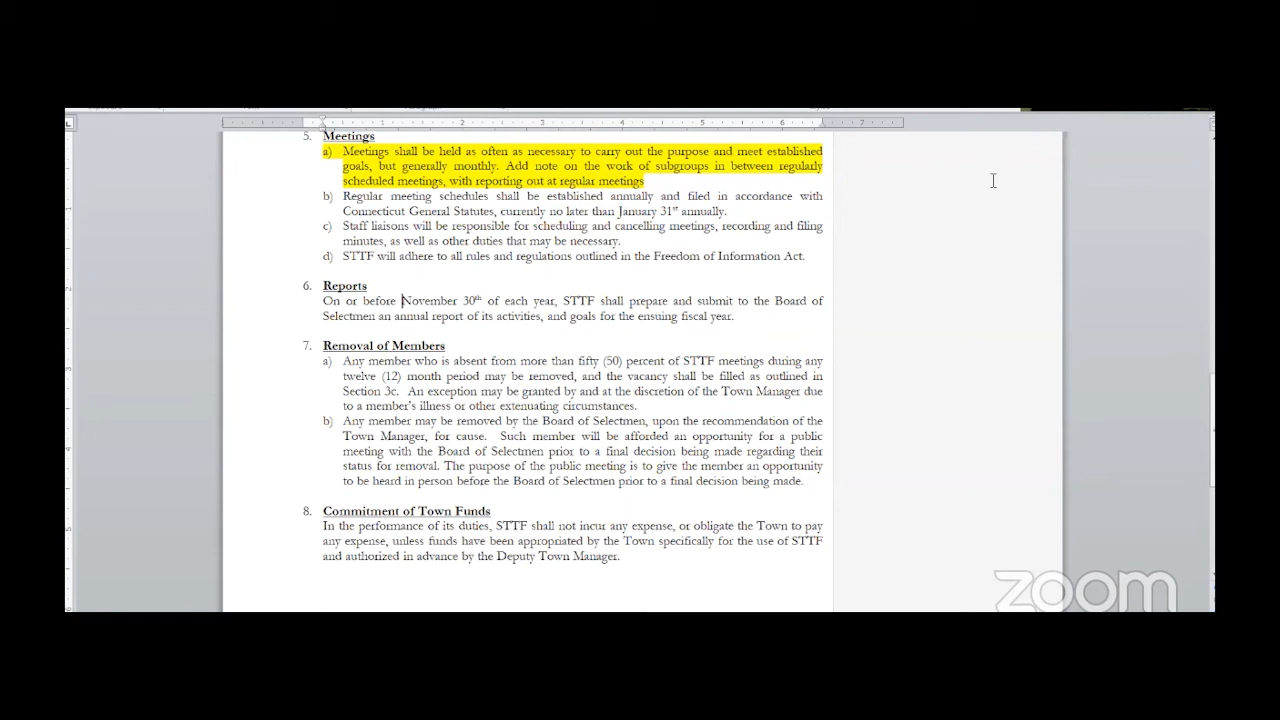 1 2 3 4 5 6 7
5. Meetings
a) Meetings shall be held as often as necessary to carry out the purpose and meet established
goals, but generally monthly. Add note on the work of subgroups in between regularly
scheduled meetings, with reporting out at regular meetings
b) Regular meeting schedules shall be established annually and filed in accordance with
Connecticut General Statutes, currently no later than January 31st annually.
c) Staff liaisons will be responsible for scheduling and cancelling meetings, recording and filing
minutes, as well as other duties that may be necessary.
d) STTF will adhere to all rules and regulations outlined in the Freedom of Information Act.
6. Reports
On or before November 30th of each year, STTF shall prepare and submit to the Board of
Selectmen an annual report of its activities, and goals for the ensuing fiscal year.
7. Removal of Members
a) Any member who is absent from more than fifty (50) percent of STTF meetings during any
twelve (12) month period may be removed, and the vacancy shall be filled as outlined in
Section 3c. An exception may be granted by and at the discretion of the Town Manager due
to a member's illness or other extenuating circumstances.
b) Any member may be removed by the Board of Selectmen, upon the recommendation of the
Town Manager, for cause. Such member will be afforded an opportunity for a public
meeting with the Board of Selectmen prior to a final decision being made regarding their
status for removal. The purpose of the public meeting is to give the member an opportunity
to be heard in person before the Board of Selectmen prior to a final decision being made.
8. Commitment of Town Funds
In the performance of its duties, STTF shall not incur any expense, or obligate the Town to pay
any expense, unless funds have been appropriated by the Town specifically for the use of STTF
and authorized in advance by the Deputy Town Manager.
zoom